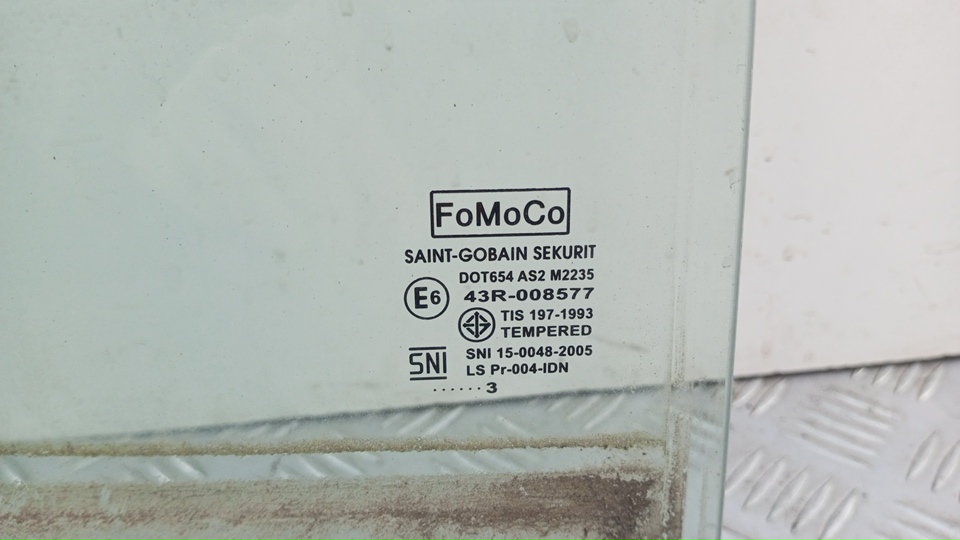 FoMoCo
SAINT-GOBAIN SEKURIT
DOT654 AS2 M2235
E6 43R-008577
TIS 197-1993
TEMPERED
SNI SNI 15-0048-2005
LS Pr-004-IDN
......3